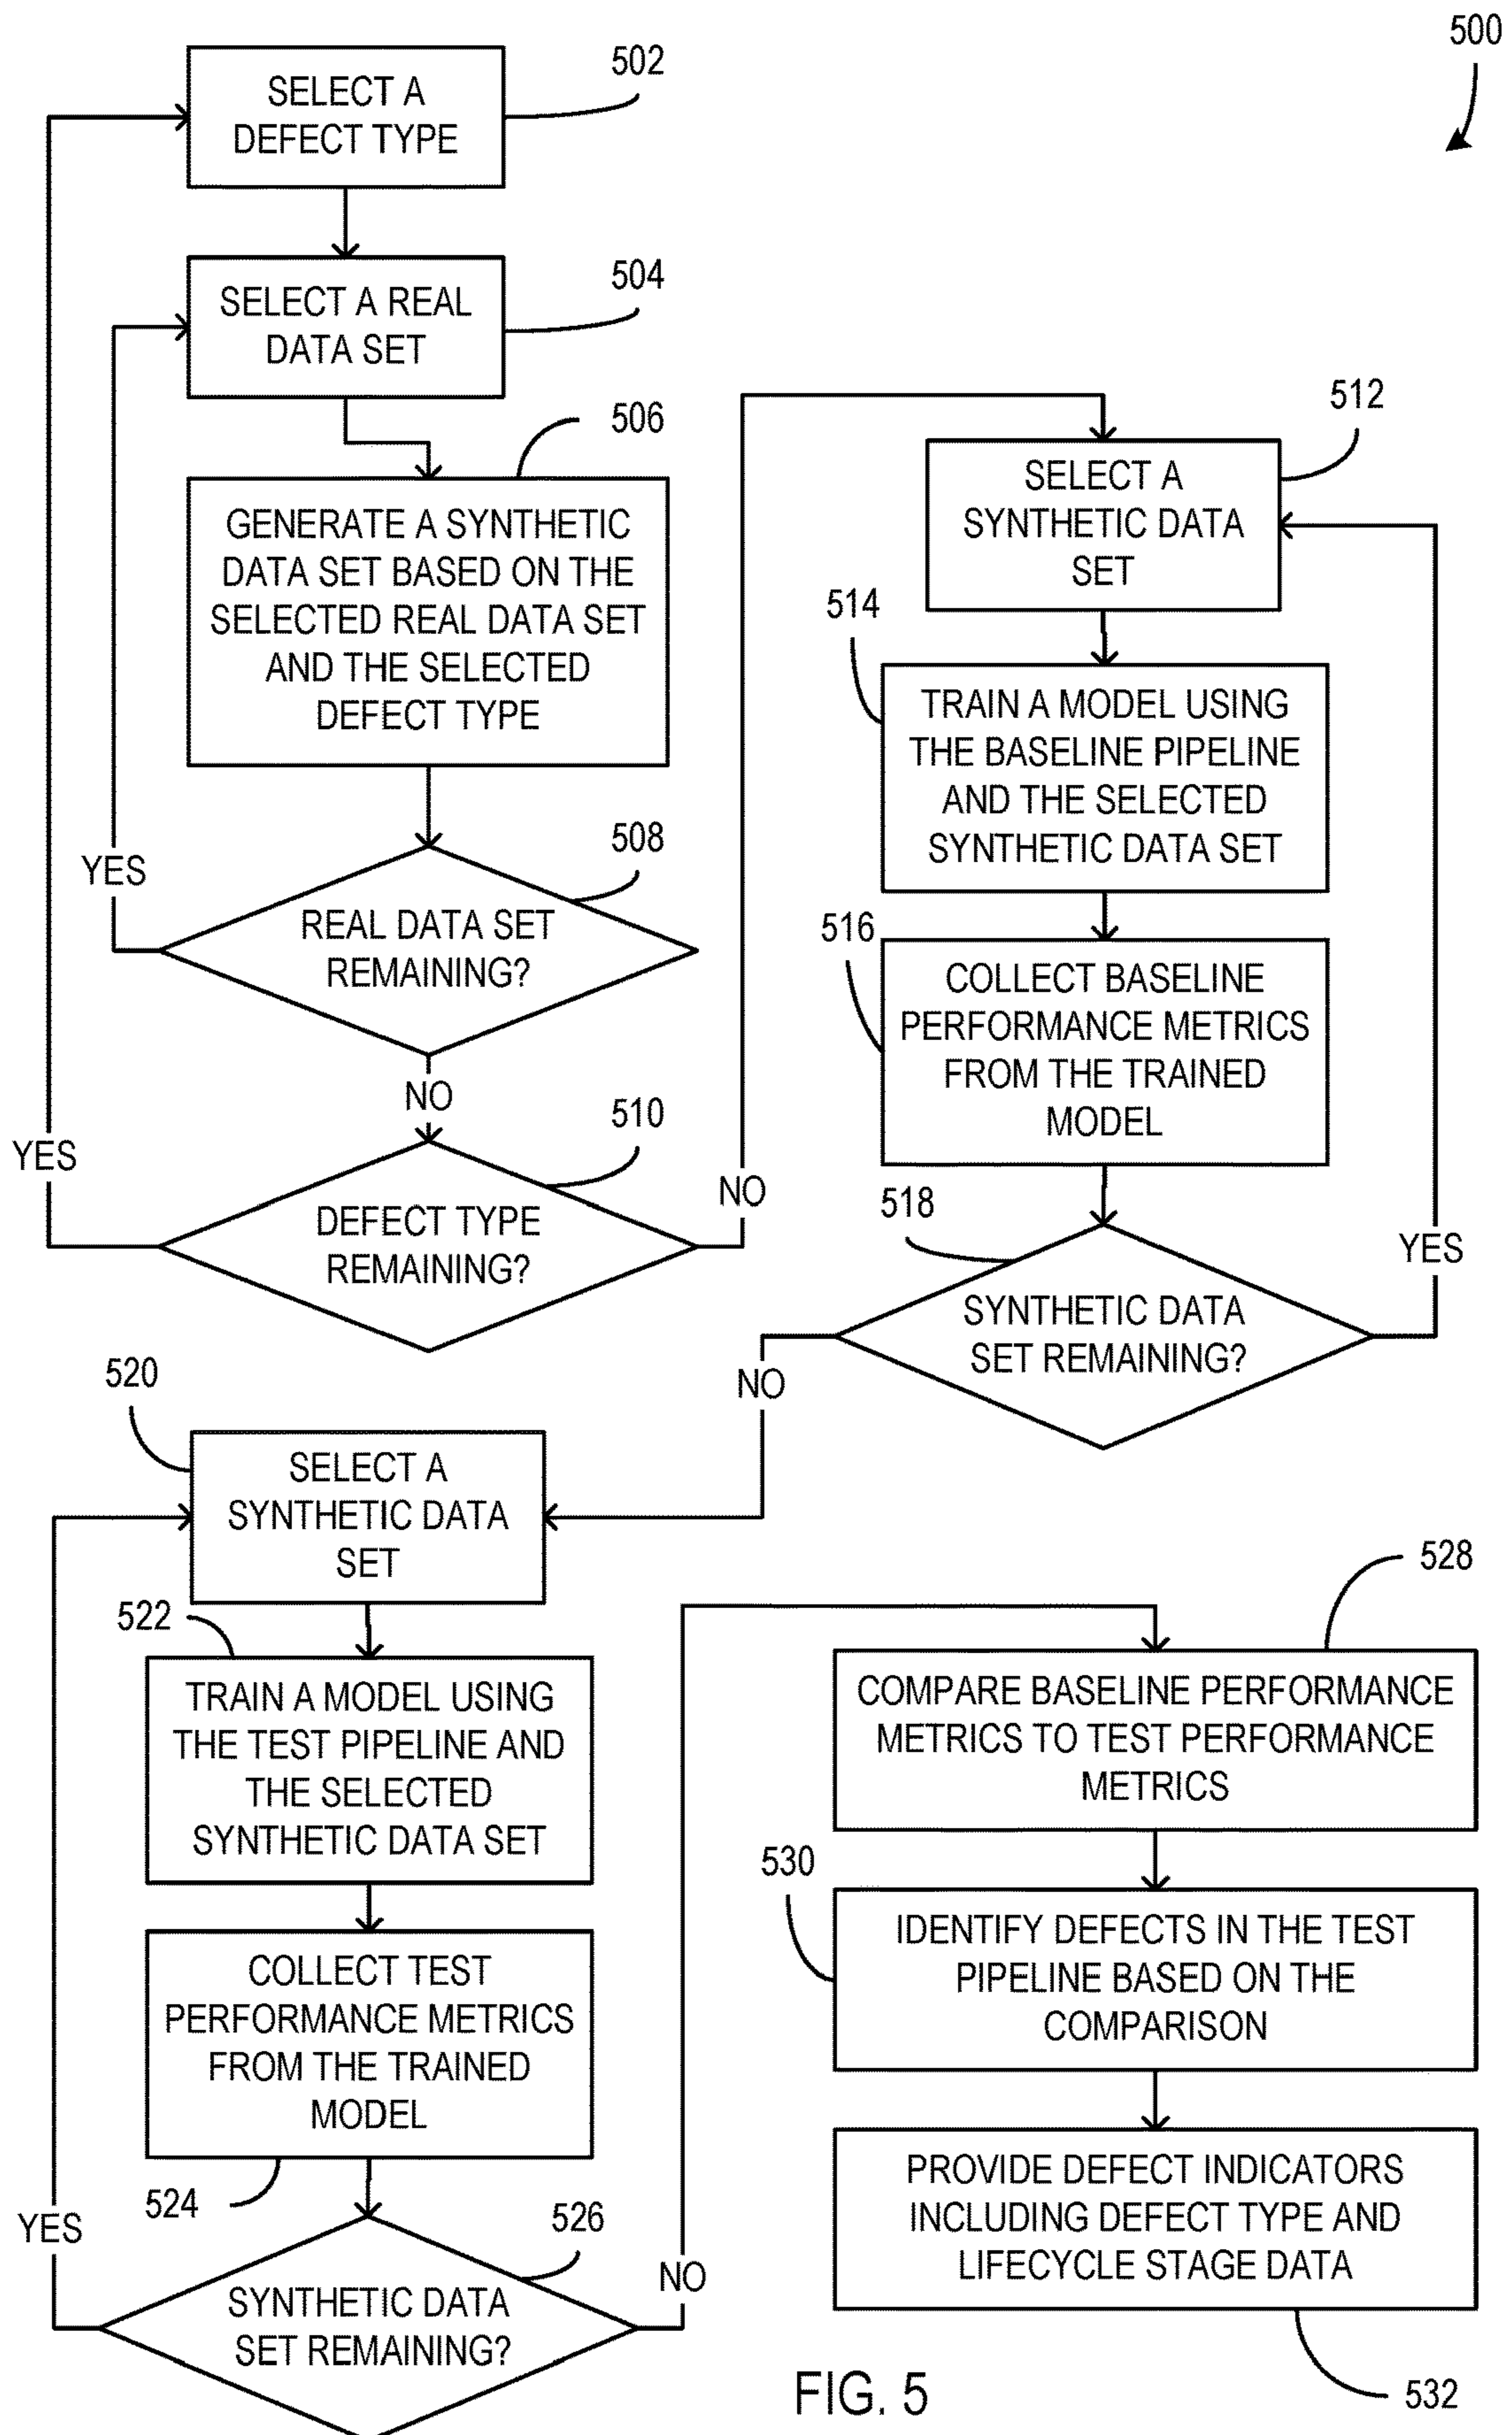 500
502
SELECT A
DEFECT TYPE
504
SELECT A REAL
DATA SET
506
GENERATE A SYNTHETIC
DATA SET BASED ON THE
SELECTED REAL DATA SET
AND THE SELECTED
DEFECT TYPE
508
YES
REAL DATA SET
REMAINING?
NO
510
YES
DEFECT TYPE
REMAINING?
NO
512
SELECT A
SYNTHETIC DATA
SET
514
TRAIN A MODEL USING
THE BASELINE PIPELINE
AND THE SELECTED
SYNTHETIC DATA SET
516
COLLECT BASELINE
PERFORMANCE METRICS
FROM THE TRAINED
MODEL
518
YES
SYNTHETIC DATA
SET REMAINING?
NO
520
SELECT A
SYNTHETIC DATA
SET
522
TRAIN A MODEL USING
THE TEST PIPELINE AND
THE SELECTED
SYNTHETIC DATA SET
COLLECT TEST
PERFORMANCE METRICS
FROM THE TRAINED
MODEL
524
526
YES
SYNTHETIC DATA
SET REMAINING?
NO
528
COMPARE BASELINE PERFORMANCE
METRICS TO TEST PERFORMANCE
METRICS
530
IDENTIFY DEFECTS IN THE TEST
PIPELINE BASED ON THE
COMPARISON
PROVIDE DEFECT INDICATORS
INCLUDING DEFECT TYPE AND
LIFECYCLE STAGE DATA
532
FIG. 5